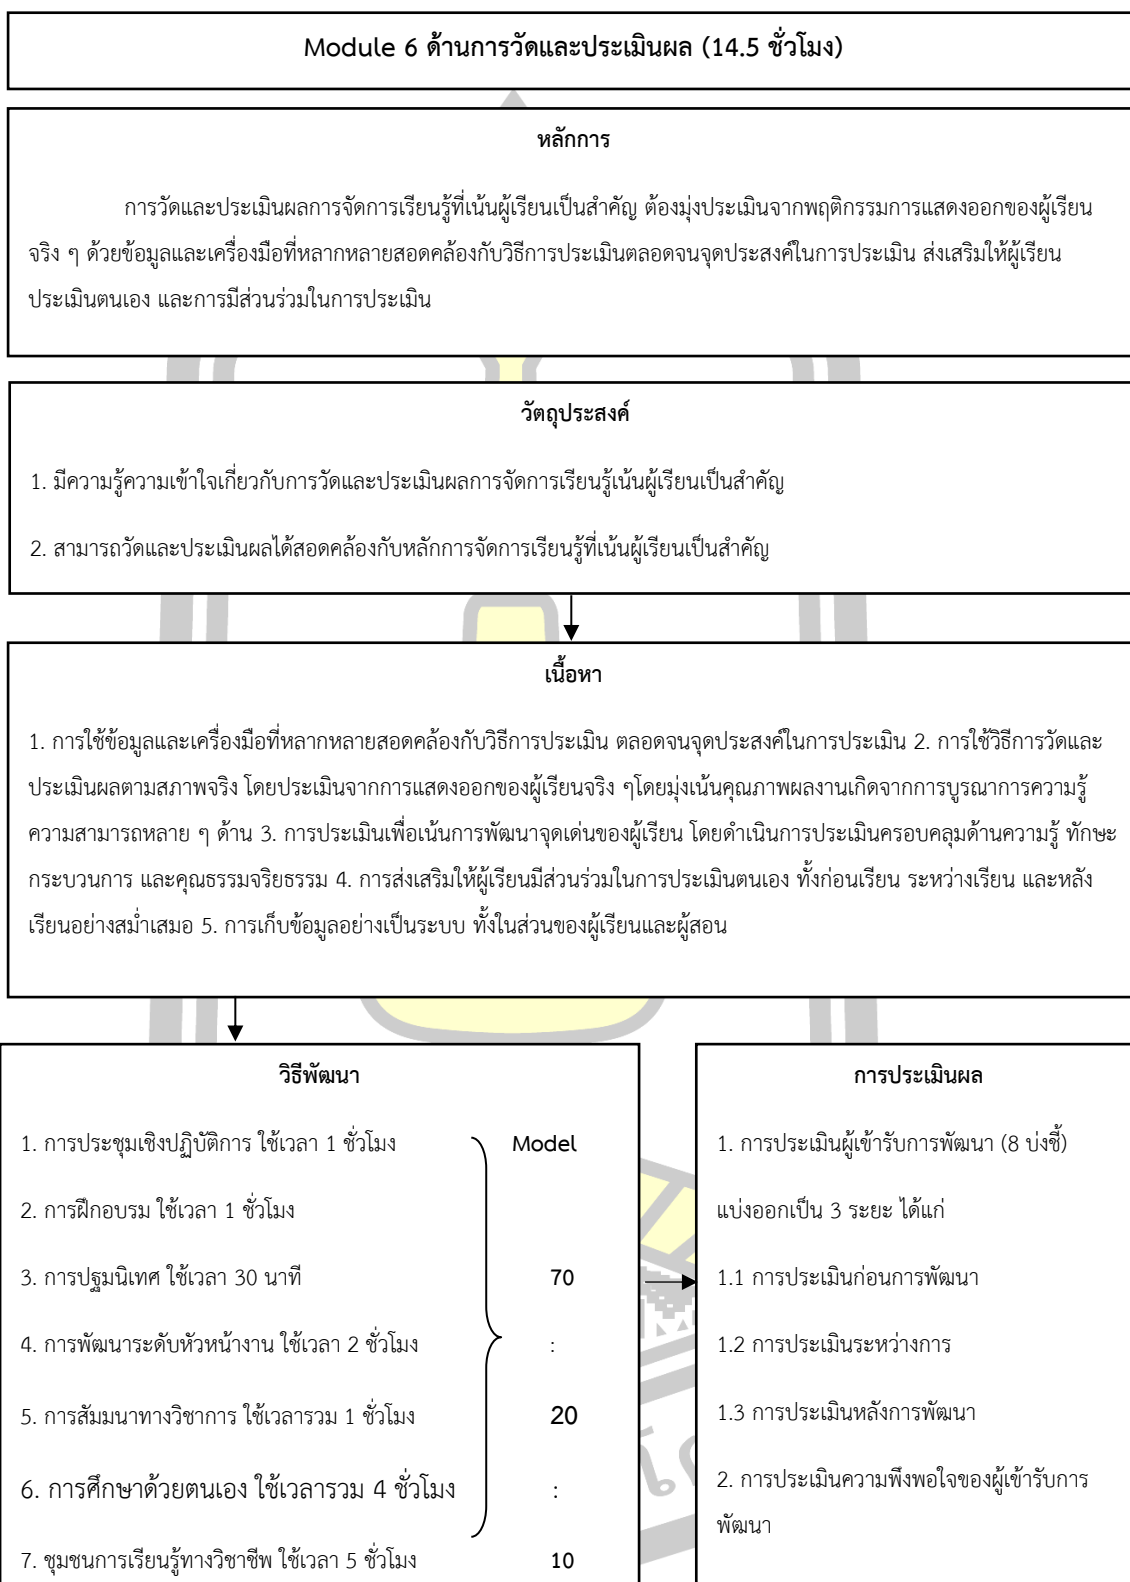 Module 6 ด้านการวัดและประเมินผล (14.5 ชั่วโมง)
หลักการ
การวัดและประเมินผลการจัดการเรียนรู้ที่เน้นผู้เรียนเป็นสำคัญ ต้องมุ่งประเมินจากพฤติกรรมการแสดงออกของผู้เรียน
จริง ๆ ด้วยข้อมูลและเครื่องมือที่หลากหลายสอดคล้องกับวิธีการประเมินตลอดจนจุดประสงค์ในการประเมิน ส่งเสริมให้ผู้เรียน
ประเมินตนเอง และการมีส่วนร่วมในการประเมิน
วัตถุประสงค์
1. มีความรู้ความเข้าใจเกี่ยวกับการวัดและประเมินผลการจัดการเรียนรู้เน้นผู้เรียนเป็นสำคัญ
2. สามารถวัดและประเมินผลได้สอดคล้องกับหลักการจัดการเรียนรู้ที่เน้นผู้เรียนเป็นสำคัญ
เนื้อหา
1. การใช้ข้อมูลและเครื่องมือที่หลากหลายสอดคล้องกับวิธีการประเมิน ตลอดจนจุดประสงค์ในการประเมิน 2. การใช้วิธีการวัดและ
ประเมินผลตามสภาพจริง โดยประเมินจากการแสดงออกของผู้เรียนจริง ๆโดยมุ่งเน้นคุณภาพผลงานเกิดจากการบูรณาการความรู้
ความสามารถหลาย ๆ ด้าน 3. การประเมินเพื่อเน้นการพัฒนาจุดเด่นของผู้เรียน โดยดำเนินการประเมินครอบคลุมด้านความรู้ ทักษะ
กระบวนการ และคุณธรรมจริยธรรม 4. การส่งเสริมให้ผู้เรียนมีส่วนร่วมในการประเมินตนเอง ทั้งก่อนเรียน ระหว่างเรียน และหลัง
เรียนอย่างสม่ำเสมอ 5. การเก็บข้อมูลอย่างเป็นระบบ ทั้งในส่วนของผู้เรียนและผู้สอน
วิธีพัฒนา
1. การประชุมเชิงปฏิบัติการ ใช้เวลา 1 ชั่วโมง
2. การฝึกอบรม ใช้เวลา 1 ชั่วโมง
3. การปฐมนิเทศ ใช้เวลา 30 นาที
4. การพัฒนาระดับหัวหน้างาน ใช้เวลา 2 ชั่วโมง
5. การสัมมนาทางวิชาการ ใช้เวลารวม 1 ชั่วโมง
6. การศึกษาด้วยตนเอง ใช้เวลารวม 4 ชั่วโมง
7. ชุมชนการเรียนรู้ทางวิชาชีพ ใช้เวลา 5 ชั่วโมง
Model
70
:
20
:
10
การประเมินผล
1. การประเมินผู้เข้ารับการพัฒนา (8 บ่งชี้)
แบ่งออกเป็น 3 ระยะ ได้แก่
1.1 การประเมินก่อนการพัฒนา
1.2 การประเมินระหว่างการ
1.3 การประเมินหลังการพัฒนา
2. การประเมินความพึงพอใจของผู้เข้ารับการ
พัฒนา